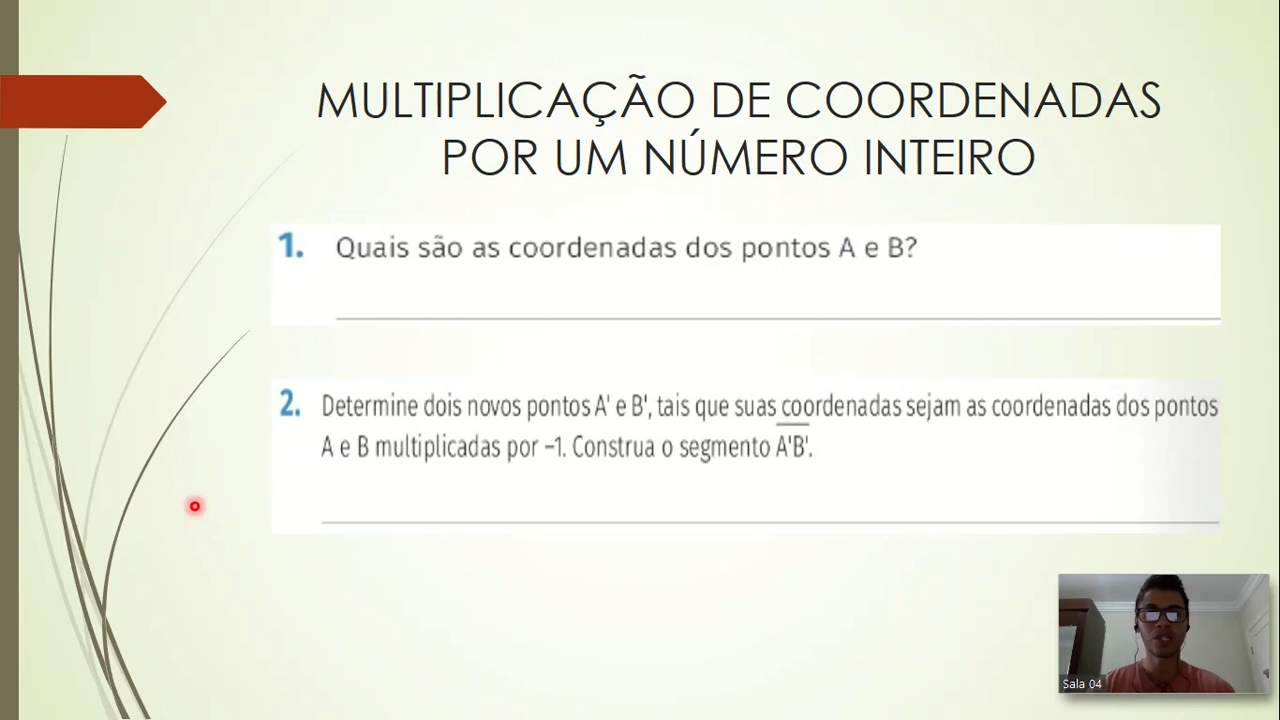 MULTIPLICAÇÃO DE COORDENADAS
POR UM NÚMERO INTEIRO
1. Quais são as coordenadas dos pontos A e B?
2. Determine dois novos pontos A' e B', tais que suas coordenadas sejam as coordenadas dos pontos
A e B multiplicadas por –1. Construa o segmento A'B'.
Sala 04